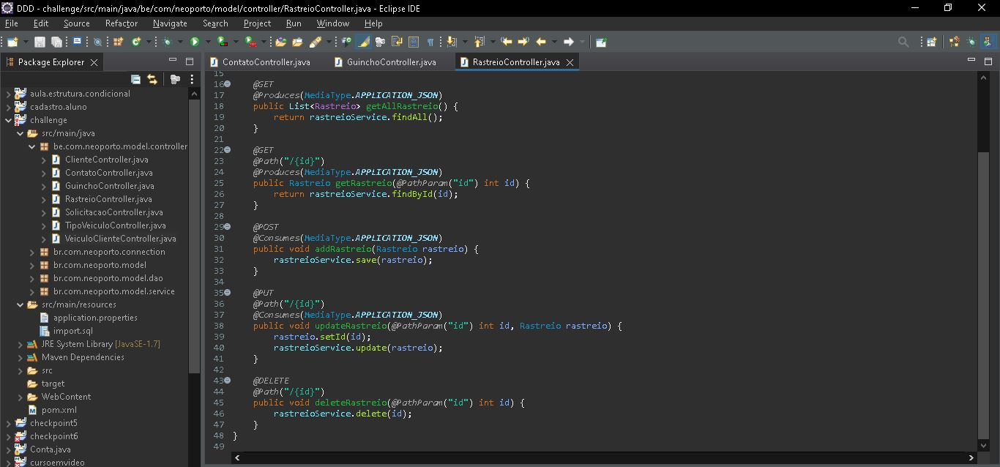 DDD - challenge/src/main/java/be/com/neoporto/model/controller/RastreioController.java - Eclipse IDE
File Edit Source Refactor Navigate Search Project Run Window Help
Package Explorer
ContatoController.java GuinchoController.java RastreioController.java
aula.estrutura.condicional
cadastro.aluno
challenge
src/main/java
be.com.neoporto.model.controller
ClienteController.java
ContatoController.java
GuinchoController.java
RastreioController.java
SolicitacaoController.java
TipoVeiculoController.java
VeiculoClienteController.java
br.com.neoporto.connection
br.com.neoporto.model
br.com.neoporto.model.dao
br.com.neoporto.model.service
src/main/resources
application.properties
import.sql
JRE System Library [JavaSE-1.7]
Maven Dependencies
src
target
WebContent
pom.xml
checkpoint5
checkpoint6
Conta.java
cursoemvideo
15
16 @GET
17 @Produces(MediaType.APPLICATION_JSON)
18 public List<Rastreio> getAllRastreio() {
19 return rastreioService.findAll();
20 }
21
22 @GET
23 @Path("/{id}")
24 @Produces(MediaType.APPLICATION_JSON)
25 public Rastreio getRastreio(@PathParam("id") int id) {
26 return rastreioService.findById(id);
27 }
28
29 @POST
30 @Consumes(MediaType.APPLICATION_JSON)
31 public void addRastreio(Rastreio rastreio) {
32 rastreioService.save(rastreio);
33 }
34
35 @PUT
36 @Path("/{id}")
37 @Consumes(MediaType.APPLICATION_JSON)
38 public void updateRastreio(@PathParam("id") int id, Rastreio rastreio) {
39 rastreio.setId(id);
40 rastreioService.update(rastreio);
41 }
42
43 @DELETE
44 @Path("/{id}")
45 public void deleteRastreio(@PathParam("id") int id) {
46 rastreioService.delete(id);
47 }
48 }
49